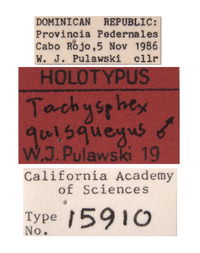 DOMINICAN REPUBLIC:
Provincia Pedernales
Cabo Rojo, 5 Nov 1986
W. J. Pulawski cllr
HOLOTYPUS
Tachysphex
quisqueyus ♂
W.J. Pulawski 19
California Academy
of Sciences
Type
No. 15910